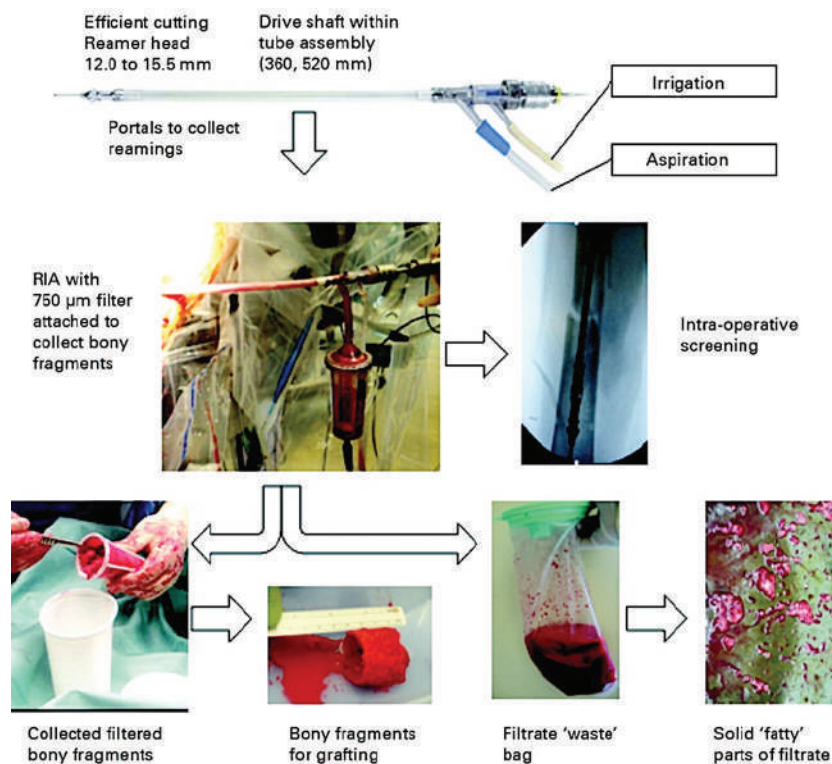 Efficient cutting
Reamer head
12.0 to 15.5 mm
Drive shaft within
tube assembly
(360, 520 mm)
Irrigation
Portals to collect
reamings
Aspiration
RIA with
750 μm filter
attached to
collect bony
fragments
Intra-operative
screening
Collected filtered
bony fragments
Bony fragments
for grafting
Filtrate ‘waste’
bag
Solid ‘fatty’
parts of filtrate